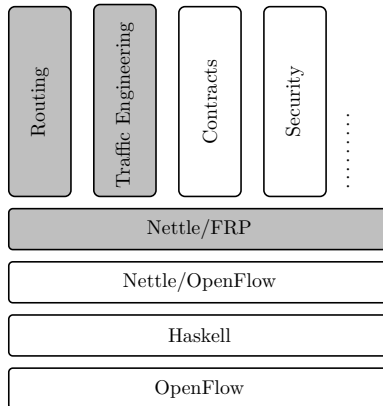 Routing
Traffic Engineering
Contracts
Security
.........
Nettle/FRP
Nettle/OpenFlow
Haskell
OpenFlow